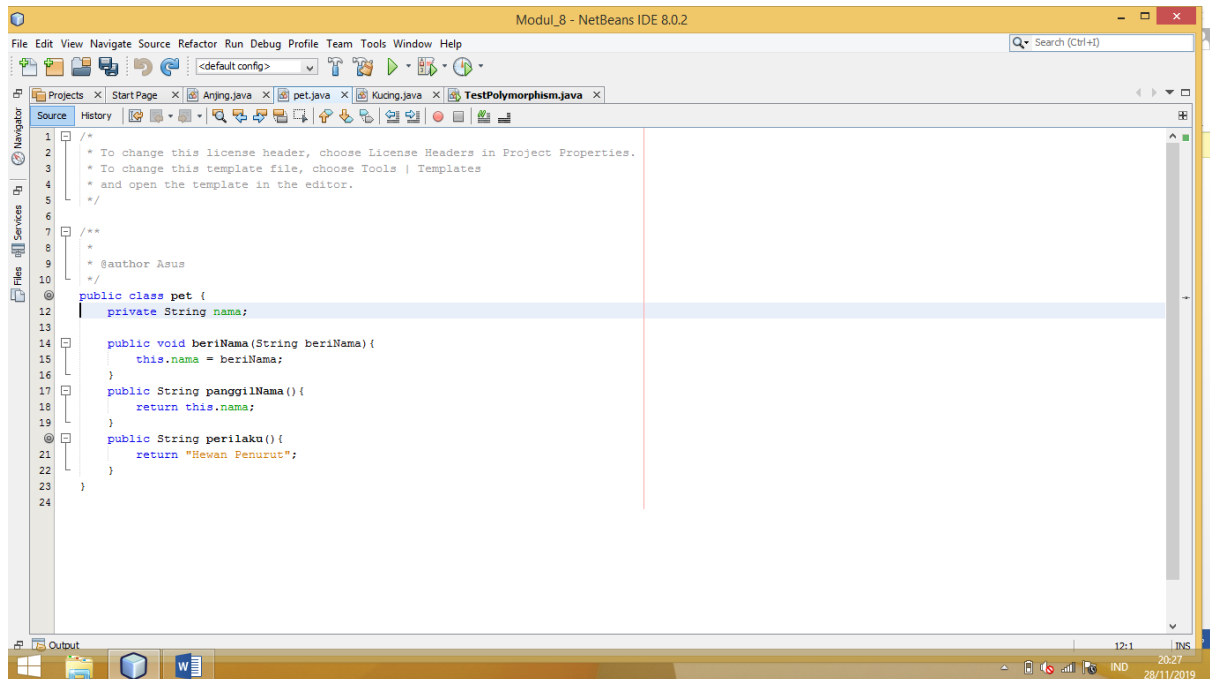 Modul_8 - NetBeans IDE 8.0.2
File Edit View Navigate Source Refactor Run Debug Profile Team Tools Window Help
Search (Ctrl+I)
<default config>
Projects Start Page Anjing.java pet.java Kucing.java TestPolymorphism.java
Source History
Navigator
Services
Files
1 /*
2 * To change this license header, choose License Headers in Project Properties.
3 * To change this template file, choose Tools | Templates
4 * and open the template in the editor.
5 */
6
7 /**
8 *
9 * @author Asus
10 */
public class pet {
12 private String nama;
13
14 public void beriNama(String beriNama){
15 this.nama = beriNama;
16 }
17 public String panggilNama(){
18 return this.nama;
19 }
public String perilaku(){
21 return "Hewan Penurut";
22 }
23 }
24
Output
12:1 INS
W
IND
20:27
28/11/2019